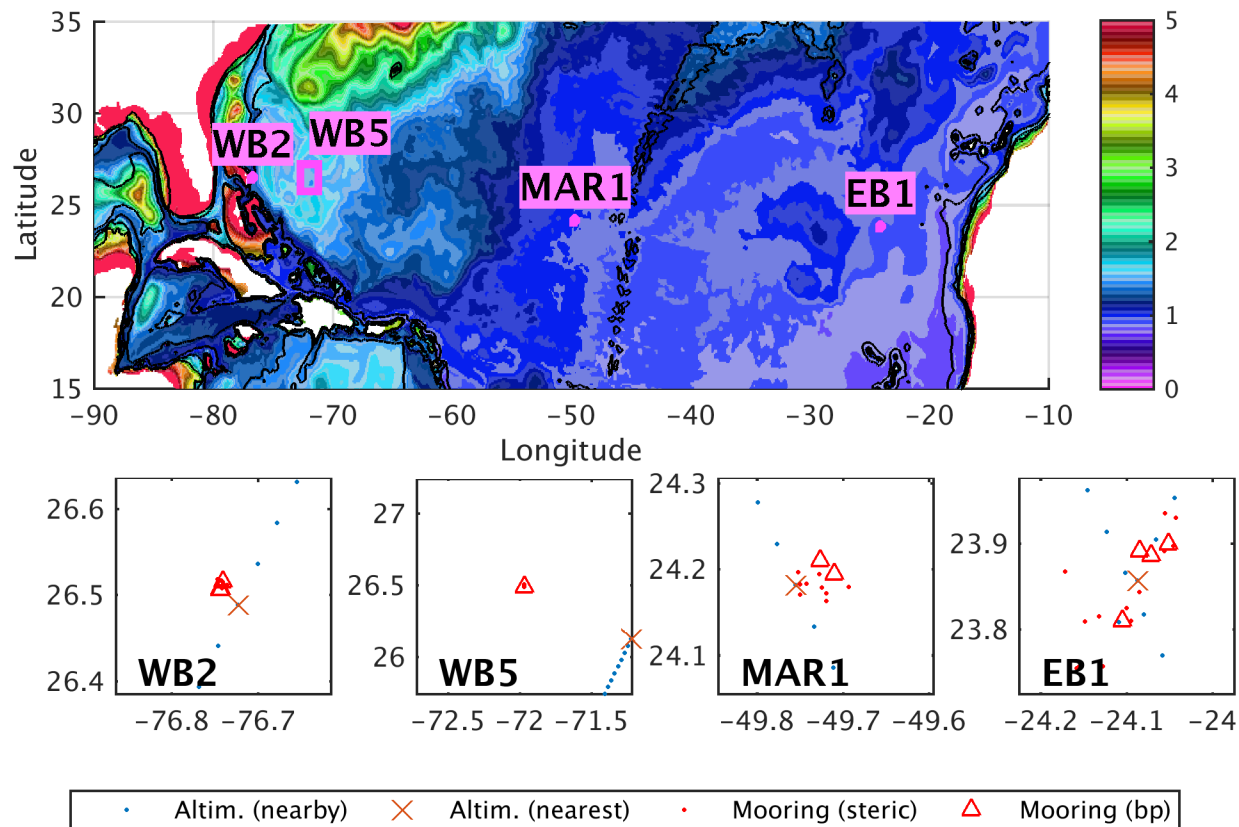 35
30
25
20
15
Latitude
WB2
WB5
MAR1
EB1
−90 −80 −70 −60 −50 −40 −30 −20 −10
Longitude
5
4
3
2
1
0
26.6
26.5
26.4
WB2
−76.8 −76.7
27
26.5
26
WB5
−72.5 −72 −71.5
24.3
24.2
24.1
MAR1
−49.8 −49.7 −49.6
23.9
23.8
EB1
−24.2 −24.1 −24
Altim. (nearby) Altim. (nearest) Mooring (steric) Mooring (bp)